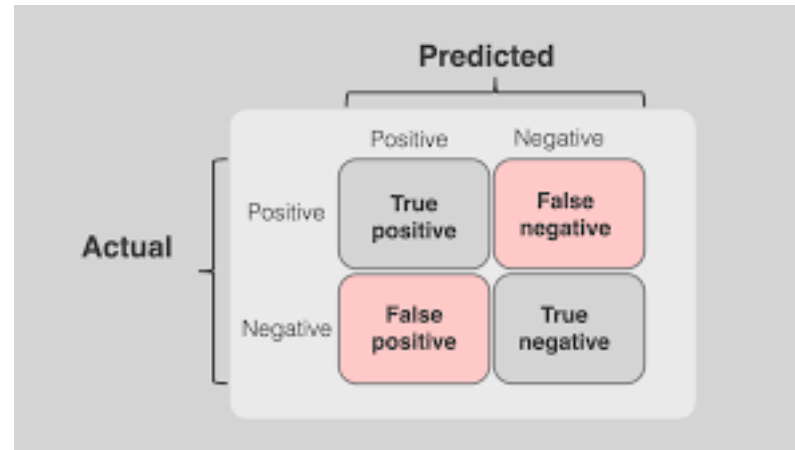 Predicted
Positive Negative
Positive
True
positive
False
negative
Actual
Negative
False
positive
True
negative